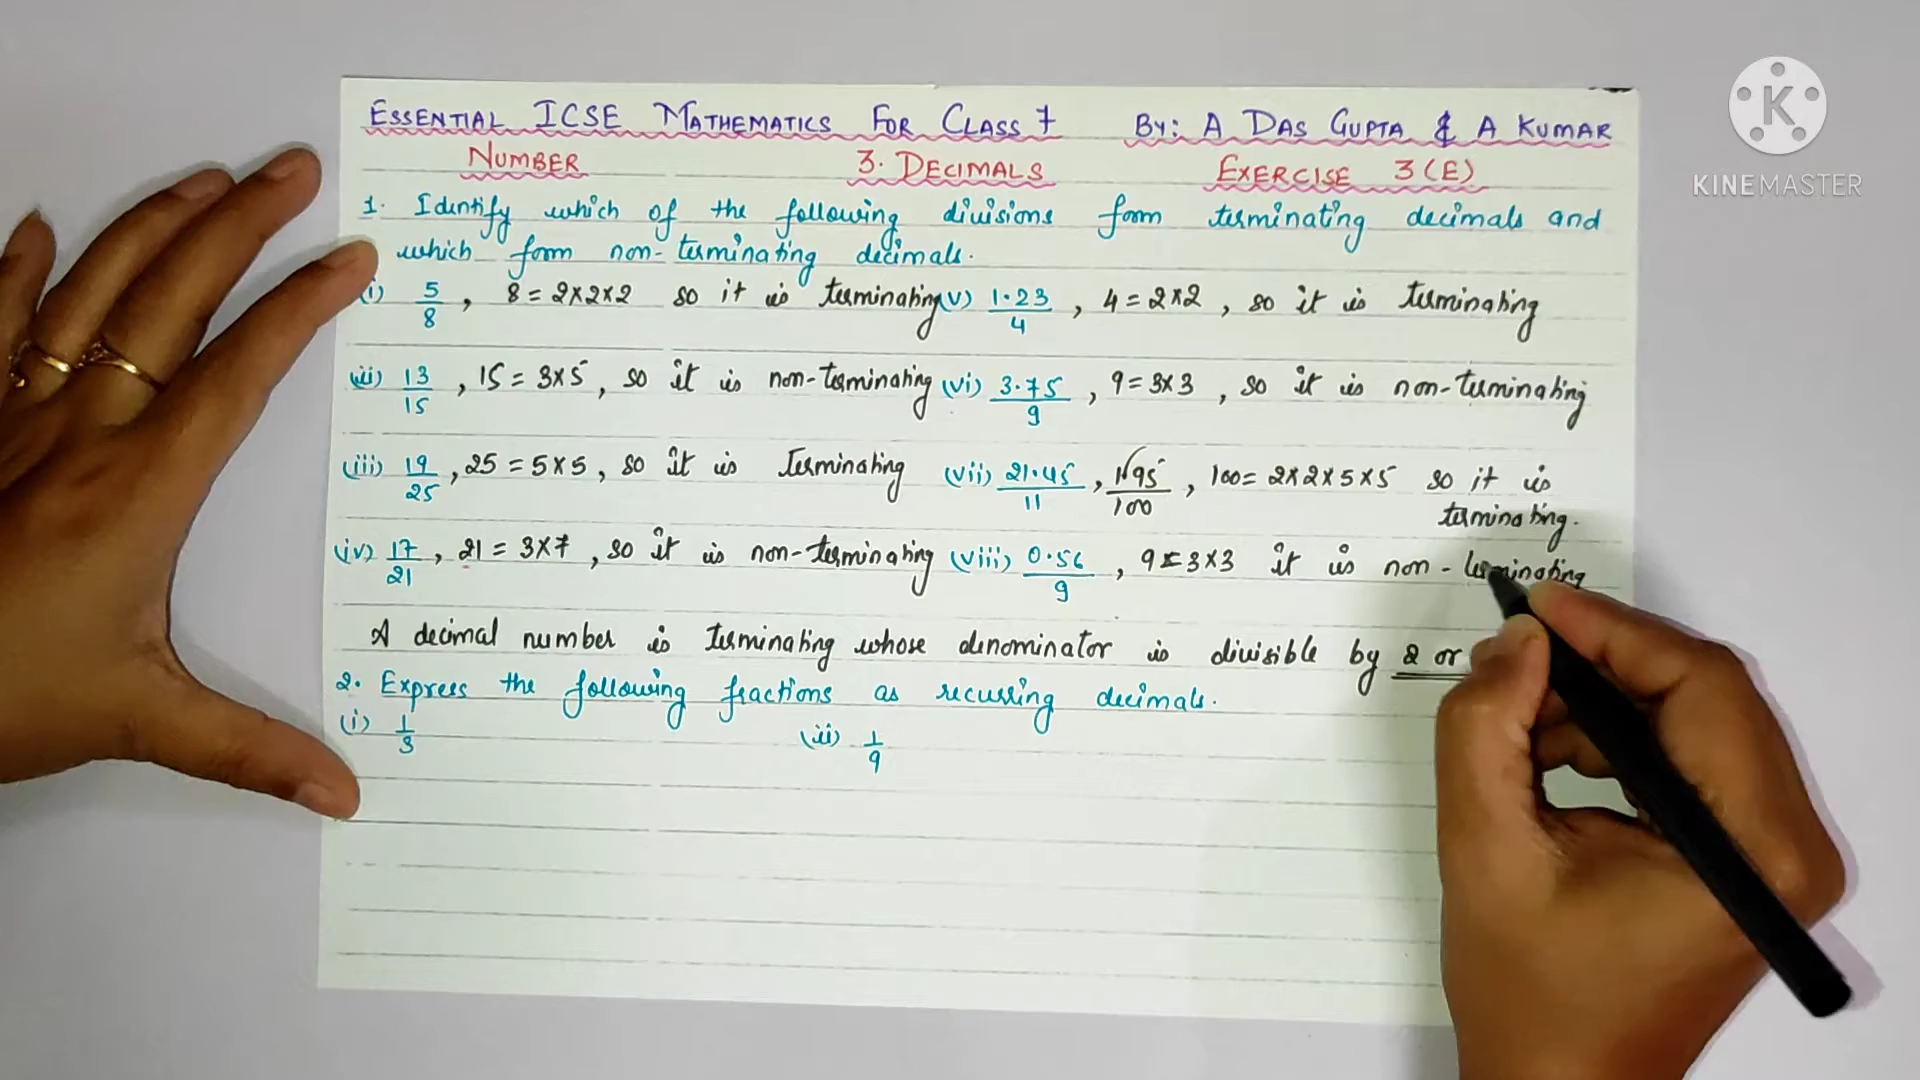 ESSENTIAL ICSE MATHEMATICS FOR CLASS 7 BY: A DAS GUPTA & A KUMAR
NUMBER 3. DECIMALS EXERCISE 3(E)
1. Identify which of the following divisions form terminating decimals and
which form non-terminating decimals.
(i) 5/8, 8=2×2×2 so it is terminating
(v) 1.23/4, 4=2×2, so it is terminating
(ii) 13/15, 15=3×5, so it is non-terminating
(vi) 3.75/9, 9=3×3, so it is non-terminating
(iii) 19/25, 25=5×5, so it is Terminating
(vii) 21.45/11, 195/100, 100=2×2×5×5 so it is
terminating.
(iv) 17/21, 21=3×7, so it is non-terminating
(viii) 0.56/9, 9=3×3 it is non-terminating
A decimal number is terminating whose denominator is divisible by 2 or
2. Express the following fractions as recurring decimals.
(i) 1/3 (ii) 1/9
K
KINEMASTER